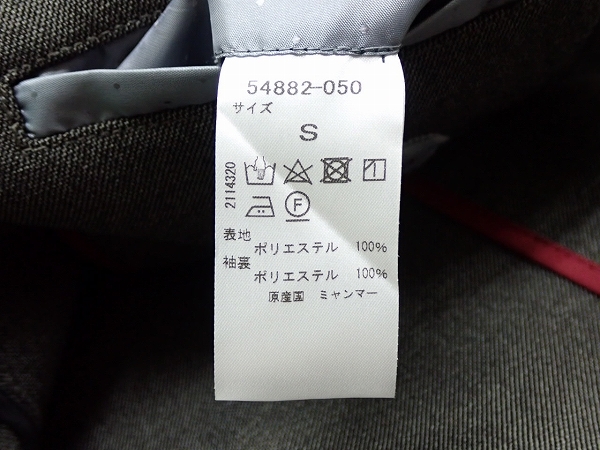 54882-050
サイズ
S
2114320
F
表地
ポリエステル 100%
袖裏
ポリエステル 100%
原産国 ミャンマー